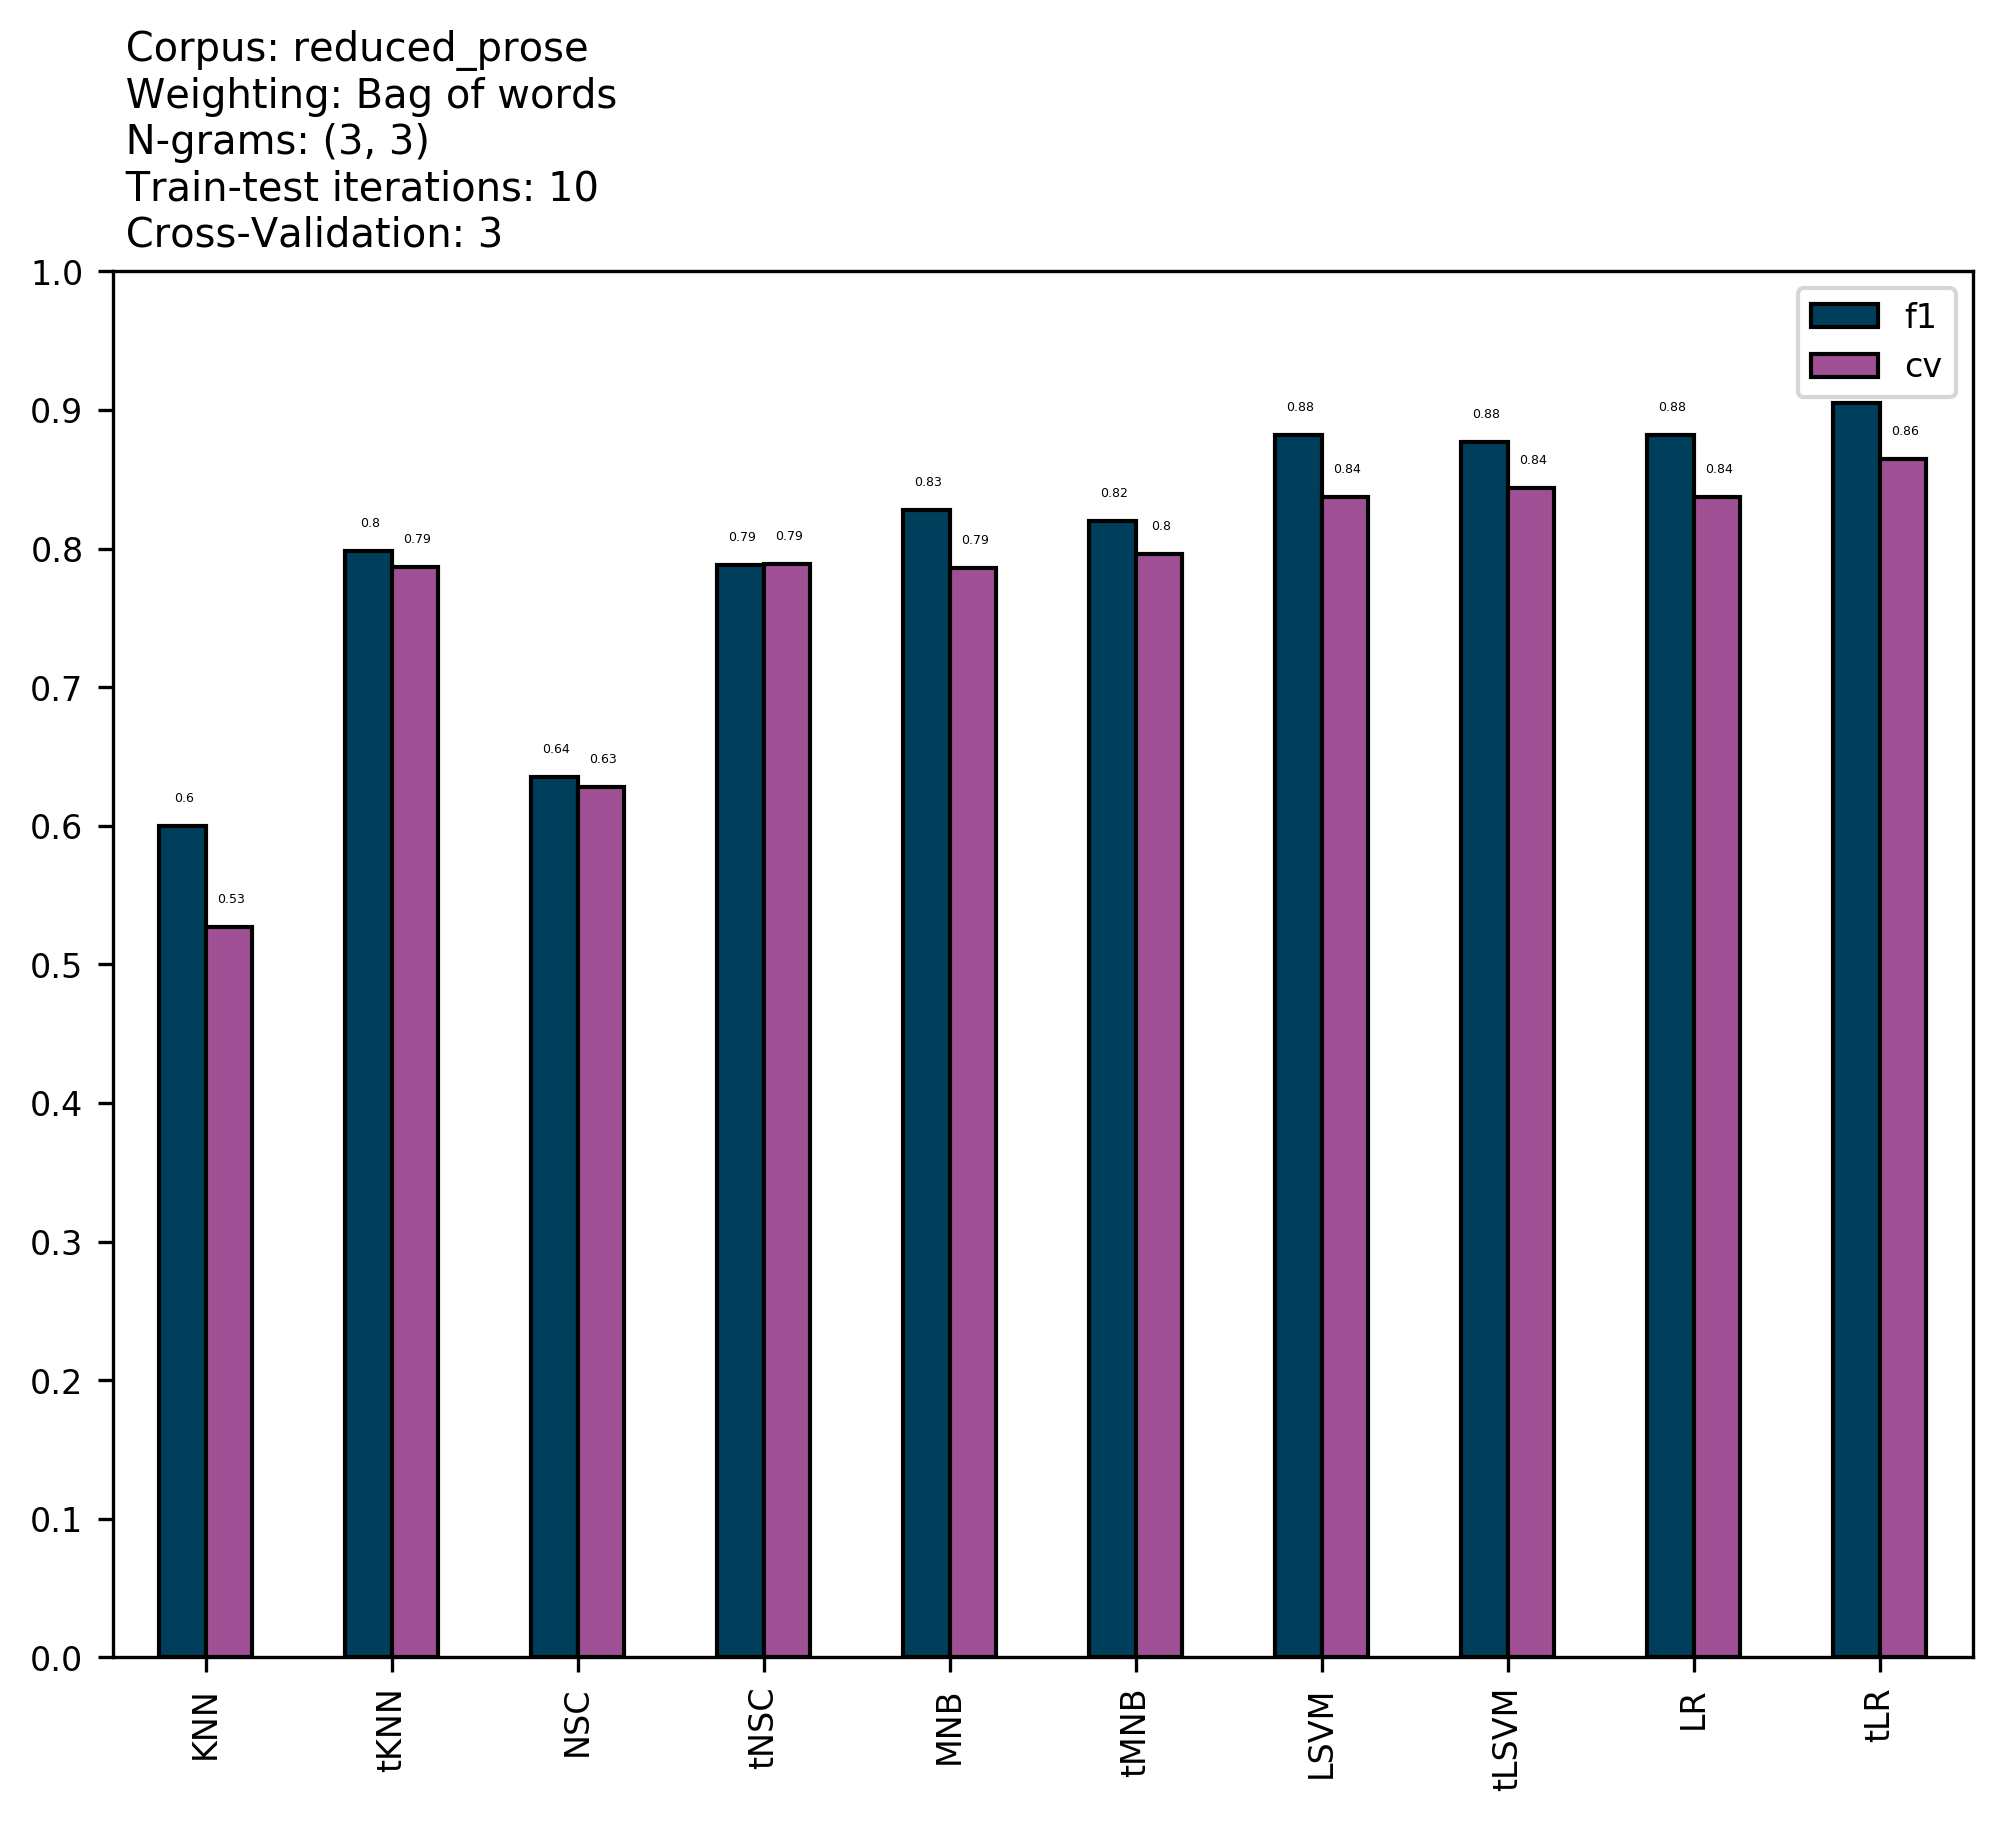 Corpus: reduced_prose
Weighting: Bag of words
N-grams: (3, 3)
Train-test iterations: 10
Cross-Validation: 3
1.0
0.9
0.8
0.7
0.6
0.5
0.4
0.3
0.2
0.1
0.0
f1
cv
0.6
0.53
0.8
0.79
0.64
0.63
0.79
0.79
0.83
0.79
0.82
0.8
0.88
0.84
0.88
0.84
0.88
0.84
0.86
KNN
tKNN
NSC
tNSC
MNB
tMNB
LSVM
tLSVM
LR
tLR